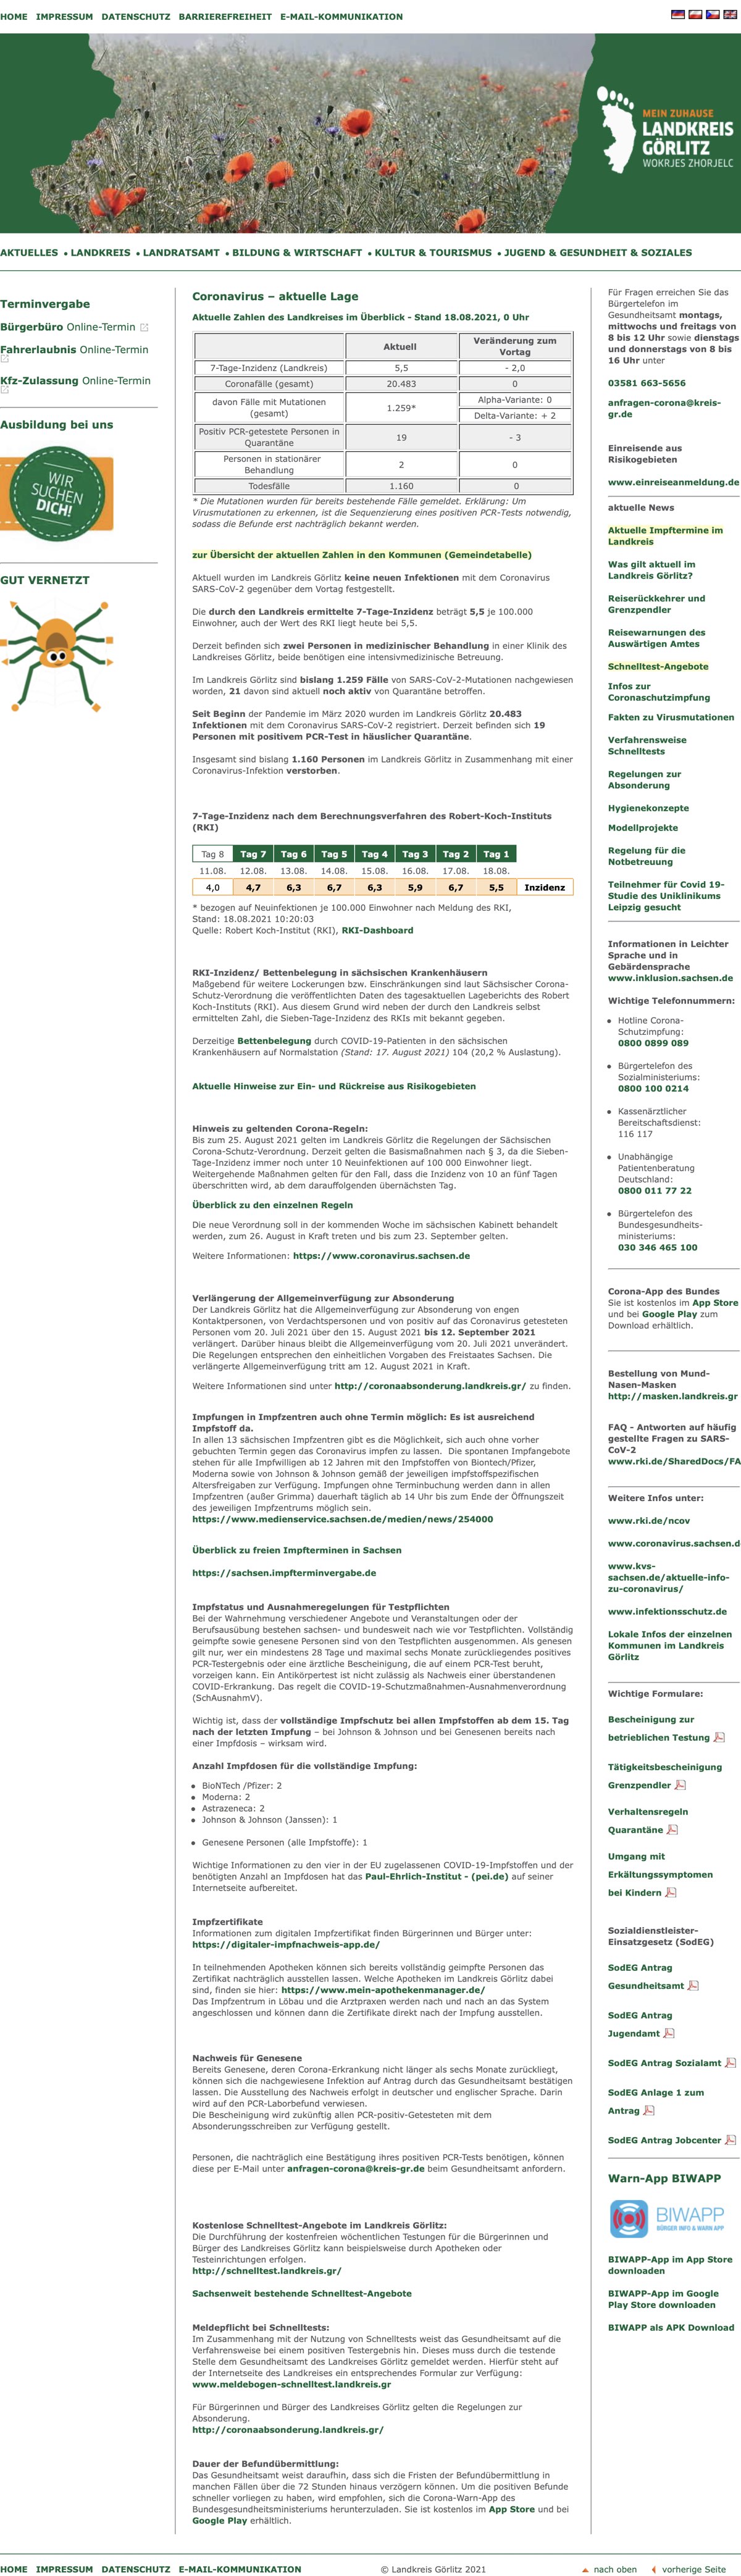 HOME IMPRESSUM DATENSCHUTZ BARRIEREFREIHEIT E-MAIL-KOMMUNIKATION
MEIN ZUHAUSE
LANDKREIS
GÖRLITZ
WOKRJES ZHORJELC
AKTUELLES • LANDKREIS • LANDRATSAMT • BILDUNG & WIRTSCHAFT • KULTUR & TOURISMUS • JUGEND & GESUNDHEIT & SOZIALES
Terminvergabe
Bürgerbüro Online-Termin
Fahrerlaubnis Online-Termin
Kfz-Zulassung Online-Termin
Ausbildung bei uns
WIR
SUCHEN
DICH!
GUT VERNETZT
Coronavirus – aktuelle Lage
Aktuelle Zahlen des Landkreises im Überblick - Stand 18.08.2021, 0 Uhr
Aktuell Veränderung zum
Vortag
7-Tage-Inzidenz (Landkreis) 5,5 - 2,0
Coronafälle (gesamt) 20.483 0
davon Fälle mit Mutationen
(gesamt) 1.259* Alpha-Variante: 0
Delta-Variante: + 2
Positiv PCR-getestete Personen in
Quarantäne 19 - 3
Personen in stationärer
Behandlung 2 0
Todesfälle 1.160 0
* Die Mutationen wurden für bereits bestehende Fälle gemeldet. Erklärung: Um
Virusmutationen zu erkennen, ist die Sequenzierung eines positiven PCR-Tests notwendig,
sodass die Befunde erst nachträglich bekannt werden.
zur Übersicht der aktuellen Zahlen in den Kommunen (Gemeindetabelle)
Aktuell wurden im Landkreis Görlitz keine neuen Infektionen mit dem Coronavirus
SARS-CoV-2 gegenüber dem Vortag festgestellt.
Die durch den Landkreis ermittelte 7-Tage-Inzidenz beträgt 5,5 je 100.000
Einwohner, auch der Wert des RKI liegt heute bei 5,5.
Derzeit befinden sich zwei Personen in medizinischer Behandlung in einer Klinik des
Landkreises Görlitz, beide benötigen eine intensivmedizinische Betreuung.
Im Landkreis Görlitz sind bislang 1.259 Fälle von SARS-CoV-2-Mutationen nachgewiesen
worden, 21 davon sind aktuell noch aktiv von Quarantäne betroffen.
Seit Beginn der Pandemie im März 2020 wurden im Landkreis Görlitz 20.483
Infektionen mit dem Coronavirus SARS-CoV-2 registriert. Derzeit befinden sich 19
Personen mit positivem PCR-Test in häuslicher Quarantäne.
Insgesamt sind bislang 1.160 Personen im Landkreis Görlitz in Zusammenhang mit einer
Coronavirus-Infektion verstorben.
7-Tage-Inzidenz nach dem Berechnungsverfahren des Robert-Koch-Instituts
(RKI)
Tag 8 Tag 7 Tag 6 Tag 5 Tag 4 Tag 3 Tag 2 Tag 1
11.08. 12.08. 13.08. 14.08. 15.08. 16.08. 17.08. 18.08.
4,0 4,7 6,3 6,7 6,3 5,9 6,7 5,5 Inzidenz
* bezogen auf Neuinfektionen je 100.000 Einwohner nach Meldung des RKI,
Stand: 18.08.2021 10:20:03
Quelle: Robert Koch-Institut (RKI), RKI-Dashboard
RKI-Inzidenz/ Bettenbelegung in sächsischen Krankenhäusern
Maßgebend für weitere Lockerungen bzw. Einschränkungen sind laut Sächsischer Corona-
Schutz-Verordnung die veröffentlichten Daten des tagesaktuellen Lageberichts des Robert
Koch-Instituts (RKI). Aus diesem Grund wird neben der durch den Landkreis selbst
ermittelten Zahl, die Sieben-Tage-Inzidenz des RKIs mit bekannt gegeben.
Derzeitige Bettenbelegung durch COVID-19-Patienten in den sächsischen
Krankenhäusern auf Normalstation (Stand: 17. August 2021) 104 (20,2 % Auslastung).
Aktuelle Hinweise zur Ein- und Rückreise aus Risikogebieten
Hinweis zu geltenden Corona-Regeln:
Bis zum 25. August 2021 gelten im Landkreis Görlitz die Regelungen der Sächsischen
Corona-Schutz-Verordnung. Derzeit gelten die Basismaßnahmen nach § 3, da die Sieben-
Tage-Inzidenz immer noch unter 10 Neuinfektionen auf 100 000 Einwohner liegt.
Weitergehende Maßnahmen gelten für den Fall, dass die Inzidenz von 10 an fünf Tagen
überschritten wird, ab dem darauffolgenden übernächsten Tag.
Überblick zu den einzelnen Regeln
Die neue Verordnung soll in der kommenden Woche im sächsischen Kabinett behandelt
werden, zum 26. August in Kraft treten und bis zum 23. September gelten.
Weitere Informationen: https://www.coronavirus.sachsen.de
Verlängerung der Allgemeinverfügung zur Absonderung
Der Landkreis Görlitz hat die Allgemeinverfügung zur Absonderung von engen
Kontaktpersonen, von Verdachtspersonen und von positiv auf das Coronavirus getesteten
Personen vom 20. Juli 2021 über den 15. August 2021 bis 12. September 2021
verlängert. Darüber hinaus bleibt die Allgemeinverfügung vom 20. Juli 2021 unverändert.
Die Regelungen entsprechen den einheitlichen Vorgaben des Freistaates Sachsen. Die
verlängerte Allgemeinverfügung tritt am 12. August 2021 in Kraft.
Weitere Informationen sind unter http://coronaabsonderung.landkreis.gr/ zu finden.
Impfungen in Impfzentren auch ohne Termin möglich: Es ist ausreichend
Impfstoff da.
In allen 13 sächsischen Impfzentren gibt es die Möglichkeit, sich auch ohne vorher
gebuchten Termin gegen das Coronavirus impfen zu lassen. Die spontanen Impfangebote
stehen für alle Impfwilligen ab 12 Jahren mit den Impfstoffen von Biontech/Pfizer,
Moderna sowie von Johnson & Johnson gemäß der jeweiligen impfstoffspezifischen
Altersfreigaben zur Verfügung. Impfungen ohne Terminbuchung werden dann in allen
Impfzentren (außer Grimma) dauerhaft täglich ab 14 Uhr bis zum Ende der Öffnungszeit
des jeweiligen Impfzentrums möglich sein.
https://www.medienservice.sachsen.de/medien/news/254000
Überblick zu freien Impfterminen in Sachsen
https://sachsen.impfterminvergabe.de
Impfstatus und Ausnahmeregelungen für Testpflichten
Bei der Wahrnehmung verschiedener Angebote und Veranstaltungen oder der
Berufsausübung bestehen sachsen- und bundesweit nach wie vor Testpflichten. Vollständig
geimpfte sowie genesene Personen sind von den Testpflichten ausgenommen. Als genesen
gilt nur, wer ein mindestens 28 Tage und maximal sechs Monate zurückliegendes positives
PCR-Testergebnis oder eine ärztliche Bescheinigung, die auf einem PCR-Test beruht,
vorzeigen kann. Ein Antikörpertest ist nicht zulässig als Nachweis einer überstandenen
COVID-Erkrankung. Das regelt die COVID-19-Schutzmaßnahmen-Ausnahmenverordnung
(SchAusnahmV).
Wichtig ist, dass der vollständige Impfschutz bei allen Impfstoffen ab dem 15. Tag
nach der letzten Impfung – bei Johnson & Johnson und bei Genesenen bereits nach
einer Impfdosis – wirksam wird.
Anzahl Impfdosen für die vollständige Impfung:
• BioNTech /Pfizer: 2
• Moderna: 2
• Astrazeneca: 2
• Johnson & Johnson (Janssen): 1
• Genesene Personen (alle Impfstoffe): 1
Wichtige Informationen zu den vier in der EU zugelassenen COVID-19-Impfstoffen und der
benötigten Anzahl an Impfdosen hat das Paul-Ehrlich-Institut - (pei.de) auf seiner
Internetseite aufbereitet.
Impfzertifikate
Informationen zum digitalen Impfzertifikat finden Bürgerinnen und Bürger unter:
https://digitaler-impfnachweis-app.de/
In teilnehmenden Apotheken können sich bereits vollständig geimpfte Personen das
Zertifikat nachträglich ausstellen lassen. Welche Apotheken im Landkreis Görlitz dabei
sind, finden sie hier: https://www.mein-apothekenmanager.de/
Das Impfzentrum in Löbau und die Arztpraxen werden nach und nach an das System
angeschlossen und können dann die Zertifikate direkt nach der Impfung ausstellen.
Nachweis für Genesene
Bereits Genesene, deren Corona-Erkrankung nicht länger als sechs Monate zurückliegt,
können sich die nachgewiesene Infektion auf Antrag durch das Gesundheitsamt bestätigen
lassen. Die Ausstellung des Nachweis erfolgt in deutscher und englischer Sprache. Darin
wird auf den PCR-Laborbefund verwiesen.
Die Bescheinigung wird zukünftig allen PCR-positiv-Getesteten mit dem
Absonderungsschreiben zur Verfügung gestellt.
Personen, die nachträglich eine Bestätigung ihres positiven PCR-Tests benötigen, können
diese per E-Mail unter anfragen-corona@kreis-gr.de beim Gesundheitsamt anfordern.
Kostenlose Schnelltest-Angebote im Landkreis Görlitz:
Die Durchführung der kostenfreien wöchentlichen Testungen für die Bürgerinnen und
Bürger des Landkreises Görlitz kann beispielsweise durch Apotheken oder
Testeinrichtungen erfolgen.
http://schnelltest.landkreis.gr/
Sachsenweit bestehende Schnelltest-Angebote
Meldepflicht bei Schnelltests:
Im Zusammenhang mit der Nutzung von Schnelltests weist das Gesundheitsamt auf die
Verfahrensweise bei einem positiven Testergebnis hin. Dieses muss durch die testende
Stelle dem Gesundheitsamt des Landkreises Görlitz gemeldet werden. Hierfür steht auf
der Internetseite des Landkreises ein entsprechendes Formular zur Verfügung:
www.meldebogen-schnelltest.landkreis.gr
Für Bürgerinnen und Bürger des Landkreises Görlitz gelten die Regelungen zur
Absonderung.
http://coronaabsonderung.landkreis.gr/
Dauer der Befundübermittlung:
Das Gesundheitsamt weist daraufhin, dass sich die Fristen der Befundübermittlung in
manchen Fällen über die 72 Stunden hinaus verzögern können. Um die positiven Befunde
schneller vorliegen zu haben, wird empfohlen, sich die Corona-Warn-App des
Bundesgesundheitsministeriums herunterzuladen. Sie ist kostenlos im App Store und bei
Google Play erhältlich.
Für Fragen erreichen Sie das
Bürgertelefon im
Gesundheitsamt montags,
mittwochs und freitags von
8 bis 12 Uhr sowie dienstags
und donnerstags von 8 bis
16 Uhr unter
03581 663-5656
anfragen-corona@kreis-
gr.de
Einreisende aus
Risikogebieten
www.einreiseanmeldung.de
aktuelle News
Aktuelle Impftermine im
Landkreis
Was gilt aktuell im
Landkreis Görlitz?
Reiserückkehrer und
Grenzpendler
Reisewarnungen des
Auswärtigen Amtes
Schnelltest-Angebote
Infos zur
Coronaschutzimpfung
Fakten zu Virusmutationen
Verfahrensweise
Schnelltests
Regelungen zur
Absonderung
Hygienekonzepte
Modellprojekte
Regelung für die
Notbetreuung
Teilnehmer für Covid 19-
Studie des Uniklinikums
Leipzig gesucht
Informationen in Leichter
Sprache und in
Gebärdensprache
www.inklusion.sachsen.de
Wichtige Telefonnummern:
• Hotline Corona-
Schutzimpfung:
0800 0899 089
• Bürgertelefon des
Sozialministeriums:
0800 100 0214
• Kassenärztlicher
Bereitschaftsdienst:
116 117
• Unabhängige
Patientenberatung
Deutschland:
0800 011 77 22
• Bürgertelefon des
Bundesgesundheits-
ministeriums:
030 346 465 100
Corona-App des Bundes
Sie ist kostenlos im App Store
und bei Google Play zum
Download erhältlich.
Bestellung von Mund-
Nasen-Masken
http://masken.landkreis.gr
FAQ - Antworten auf häufig
gestellte Fragen zu SARS-
CoV-2
www.rki.de/SharedDocs/FA
Weitere Infos unter:
www.rki.de/ncov
www.coronavirus.sachsen.d
www.kvs-
sachsen.de/aktuelle-info-
zu-coronavirus/
www.infektionsschutz.de
Lokale Infos der einzelnen
Kommunen im Landkreis
Görlitz
Wichtige Formulare:
Bescheinigung zur
betrieblichen Testung
Tätigkeitsbescheinigung
Grenzpendler
Verhaltensregeln
Quarantäne
Umgang mit
Erkältungssymptomen
bei Kindern
Sozialdienstleister-
Einsatzgesetz (SodEG)
SodEG Antrag
Gesundheitsamt
SodEG Antrag
Jugendamt
SodEG Antrag Sozialamt
SodEG Anlage 1 zum
Antrag
SodEG Antrag Jobcenter
Warn-App BIWAPP
BIWAPP
BÜRGER INFO & WARN APP
BIWAPP-App im App Store
downloaden
BIWAPP-App im Google
Play Store downloaden
BIWAPP als APK Download
HOME IMPRESSUM DATENSCHUTZ E-MAIL-KOMMUNIKATION © Landkreis Görlitz 2021 nach oben vorherige Seite